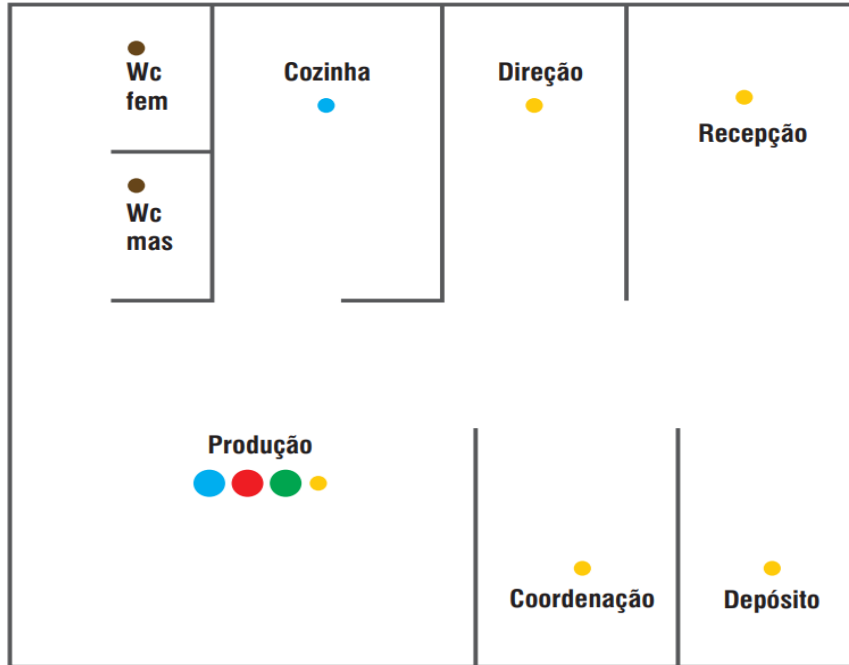 Wc
fem
Cozinha
Direção
Recepção
Wc
mas
Produção
Coordenação
Depósito